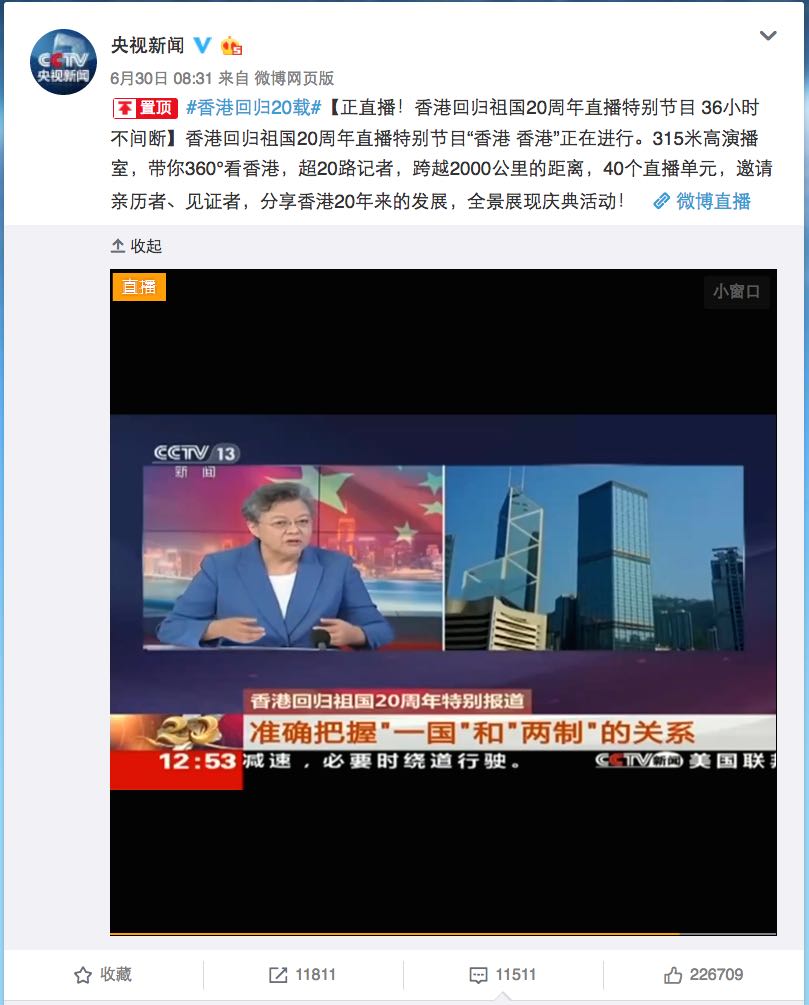 CCTV
央视新闻
央视新闻 V
6月30日 08:31 来自 微博网页版
置顶 #香港回归20载#【正直播！香港回归祖国20周年直播特别节目 36小时
不间断】香港回归祖国20周年直播特别节目“香港 香港”正在进行。315米高演播
室，带你360°看香港，超20路记者，跨越2000公里的距离，40个直播单元，邀请
亲历者、见证者，分享香港20年来的发展，全景展现庆典活动！ 微博直播
收起
直播
小窗口
CCTV 13
新闻
香港回归祖国20周年特别报道
20
准确把握"一国"和"两制"的关系
12:53 减速，必要时绕道行驶。 CCTV新闻 美国联
收藏 11811 11511 226709